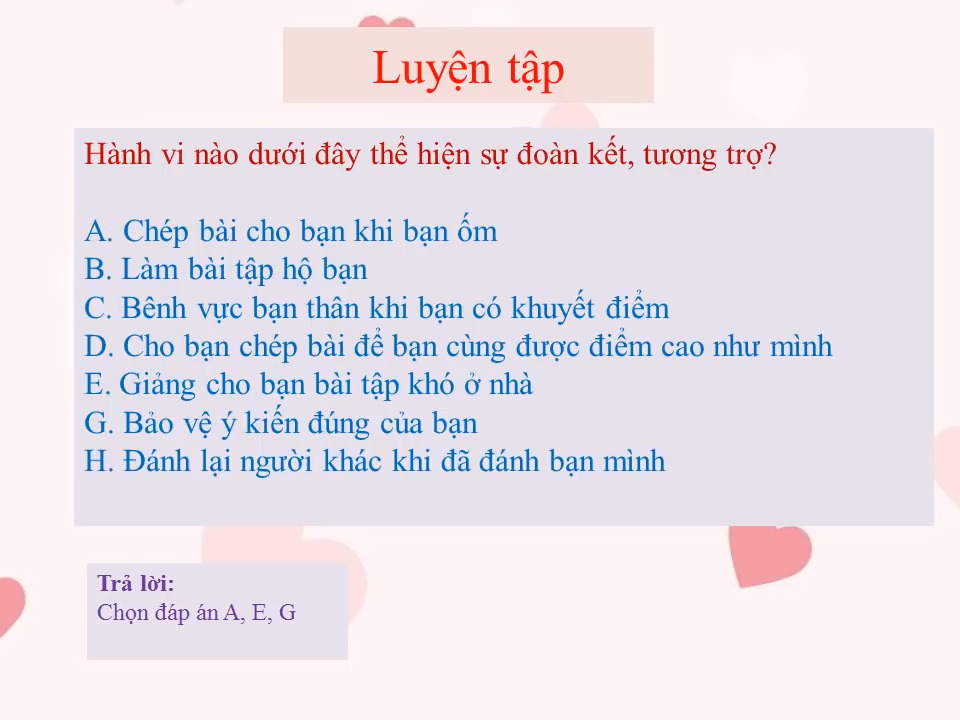 Luyện tập
Hành vi nào dưới đây thể hiện sự đoàn kết, tương trợ?
A. Chép bài cho bạn khi bạn ốm
B. Làm bài tập hộ bạn
C. Bênh vực bạn thân khi bạn có khuyết điểm
D. Cho bạn chép bài để bạn cùng được điểm cao như mình
E. Giảng cho bạn bài tập khó ở nhà
G. Bảo vệ ý kiến đúng của bạn
H. Đánh lại người khác khi đã đánh bạn mình
Trả lời:
Chọn đáp án A, E, G